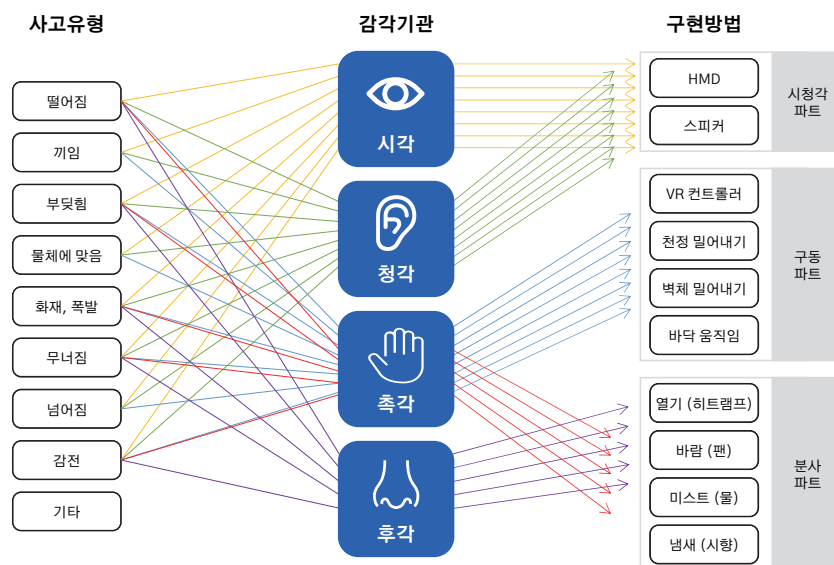 사고유형
감각기관
구현방법
떨어짐
끼임
부딪힘
물체에 맞음
화재, 폭발
무너짐
넘어짐
감전
기타
시각
청각
촉각
후각
HMD
스피커
시청각
파트
VR 컨트롤러
천정 밀어내기
벽체 밀어내기
바닥 움직임
구동
파트
열기 (히트램프)
바람 (팬)
미스트 (물)
냄새 (시향)
분사
파트